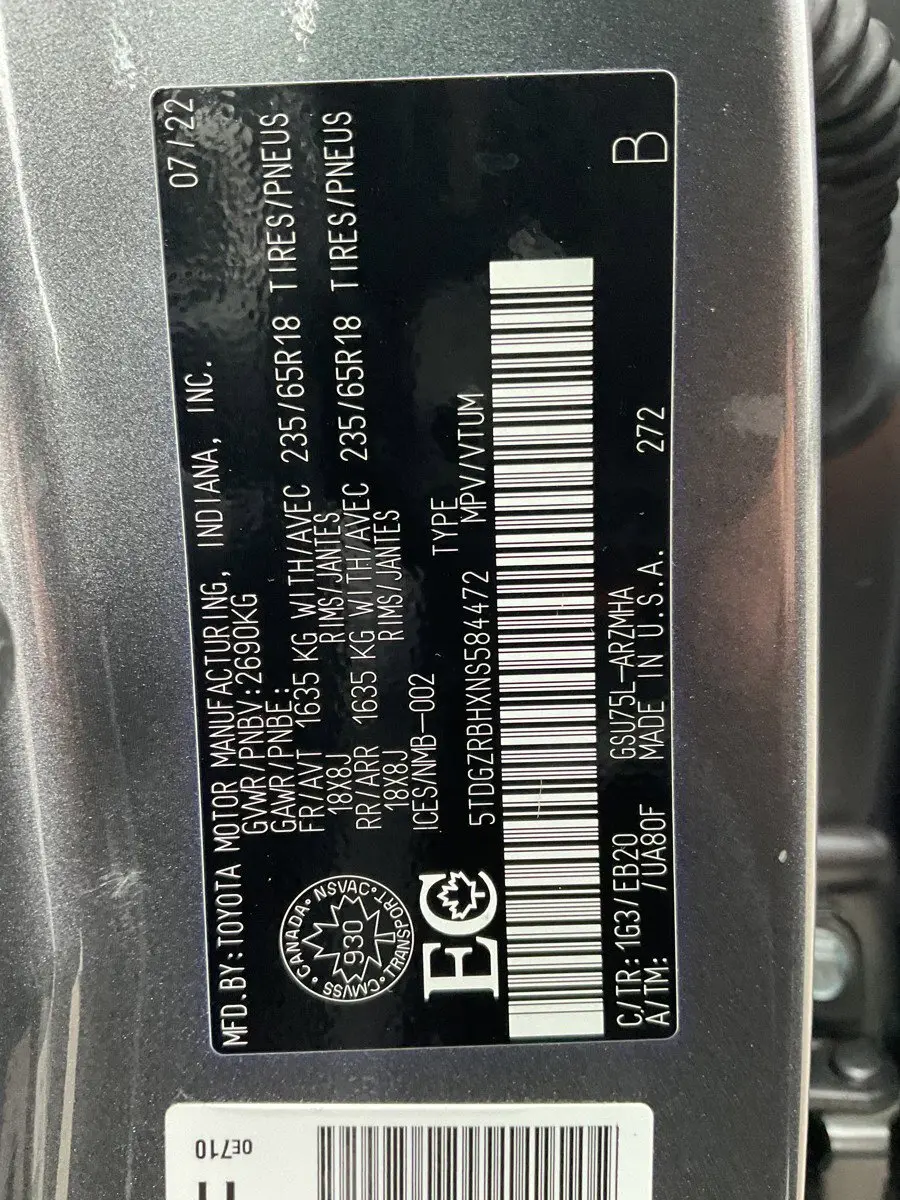 MFD.BY:TOYOTA MOTOR MANUFACTURING, INDIANA, INC. 07/22
GVWR/PNBV:2690KG
GAWR/PNBE:
FR/AVT 1635 KG WITH/AVEC 235/65R18 TIRES/PNEUS
18X8J RIMS/JANTES
RR/ARR 1635 KG WITH/AVEC 235/65R18 TIRES/PNEUS
18X8J RIMS/JANTES
ICES/NMB-002
CANADA • NSVAC • TRANSPORT • CMVSS •
930
EC
TYPE
5TDGZRBHXNS584472 MPV/VTUM
C/TR:1G3/EB20 GSU75L-ARZMHA B
A/TM: /UA80F MADE IN U.S.A. 272
0E710